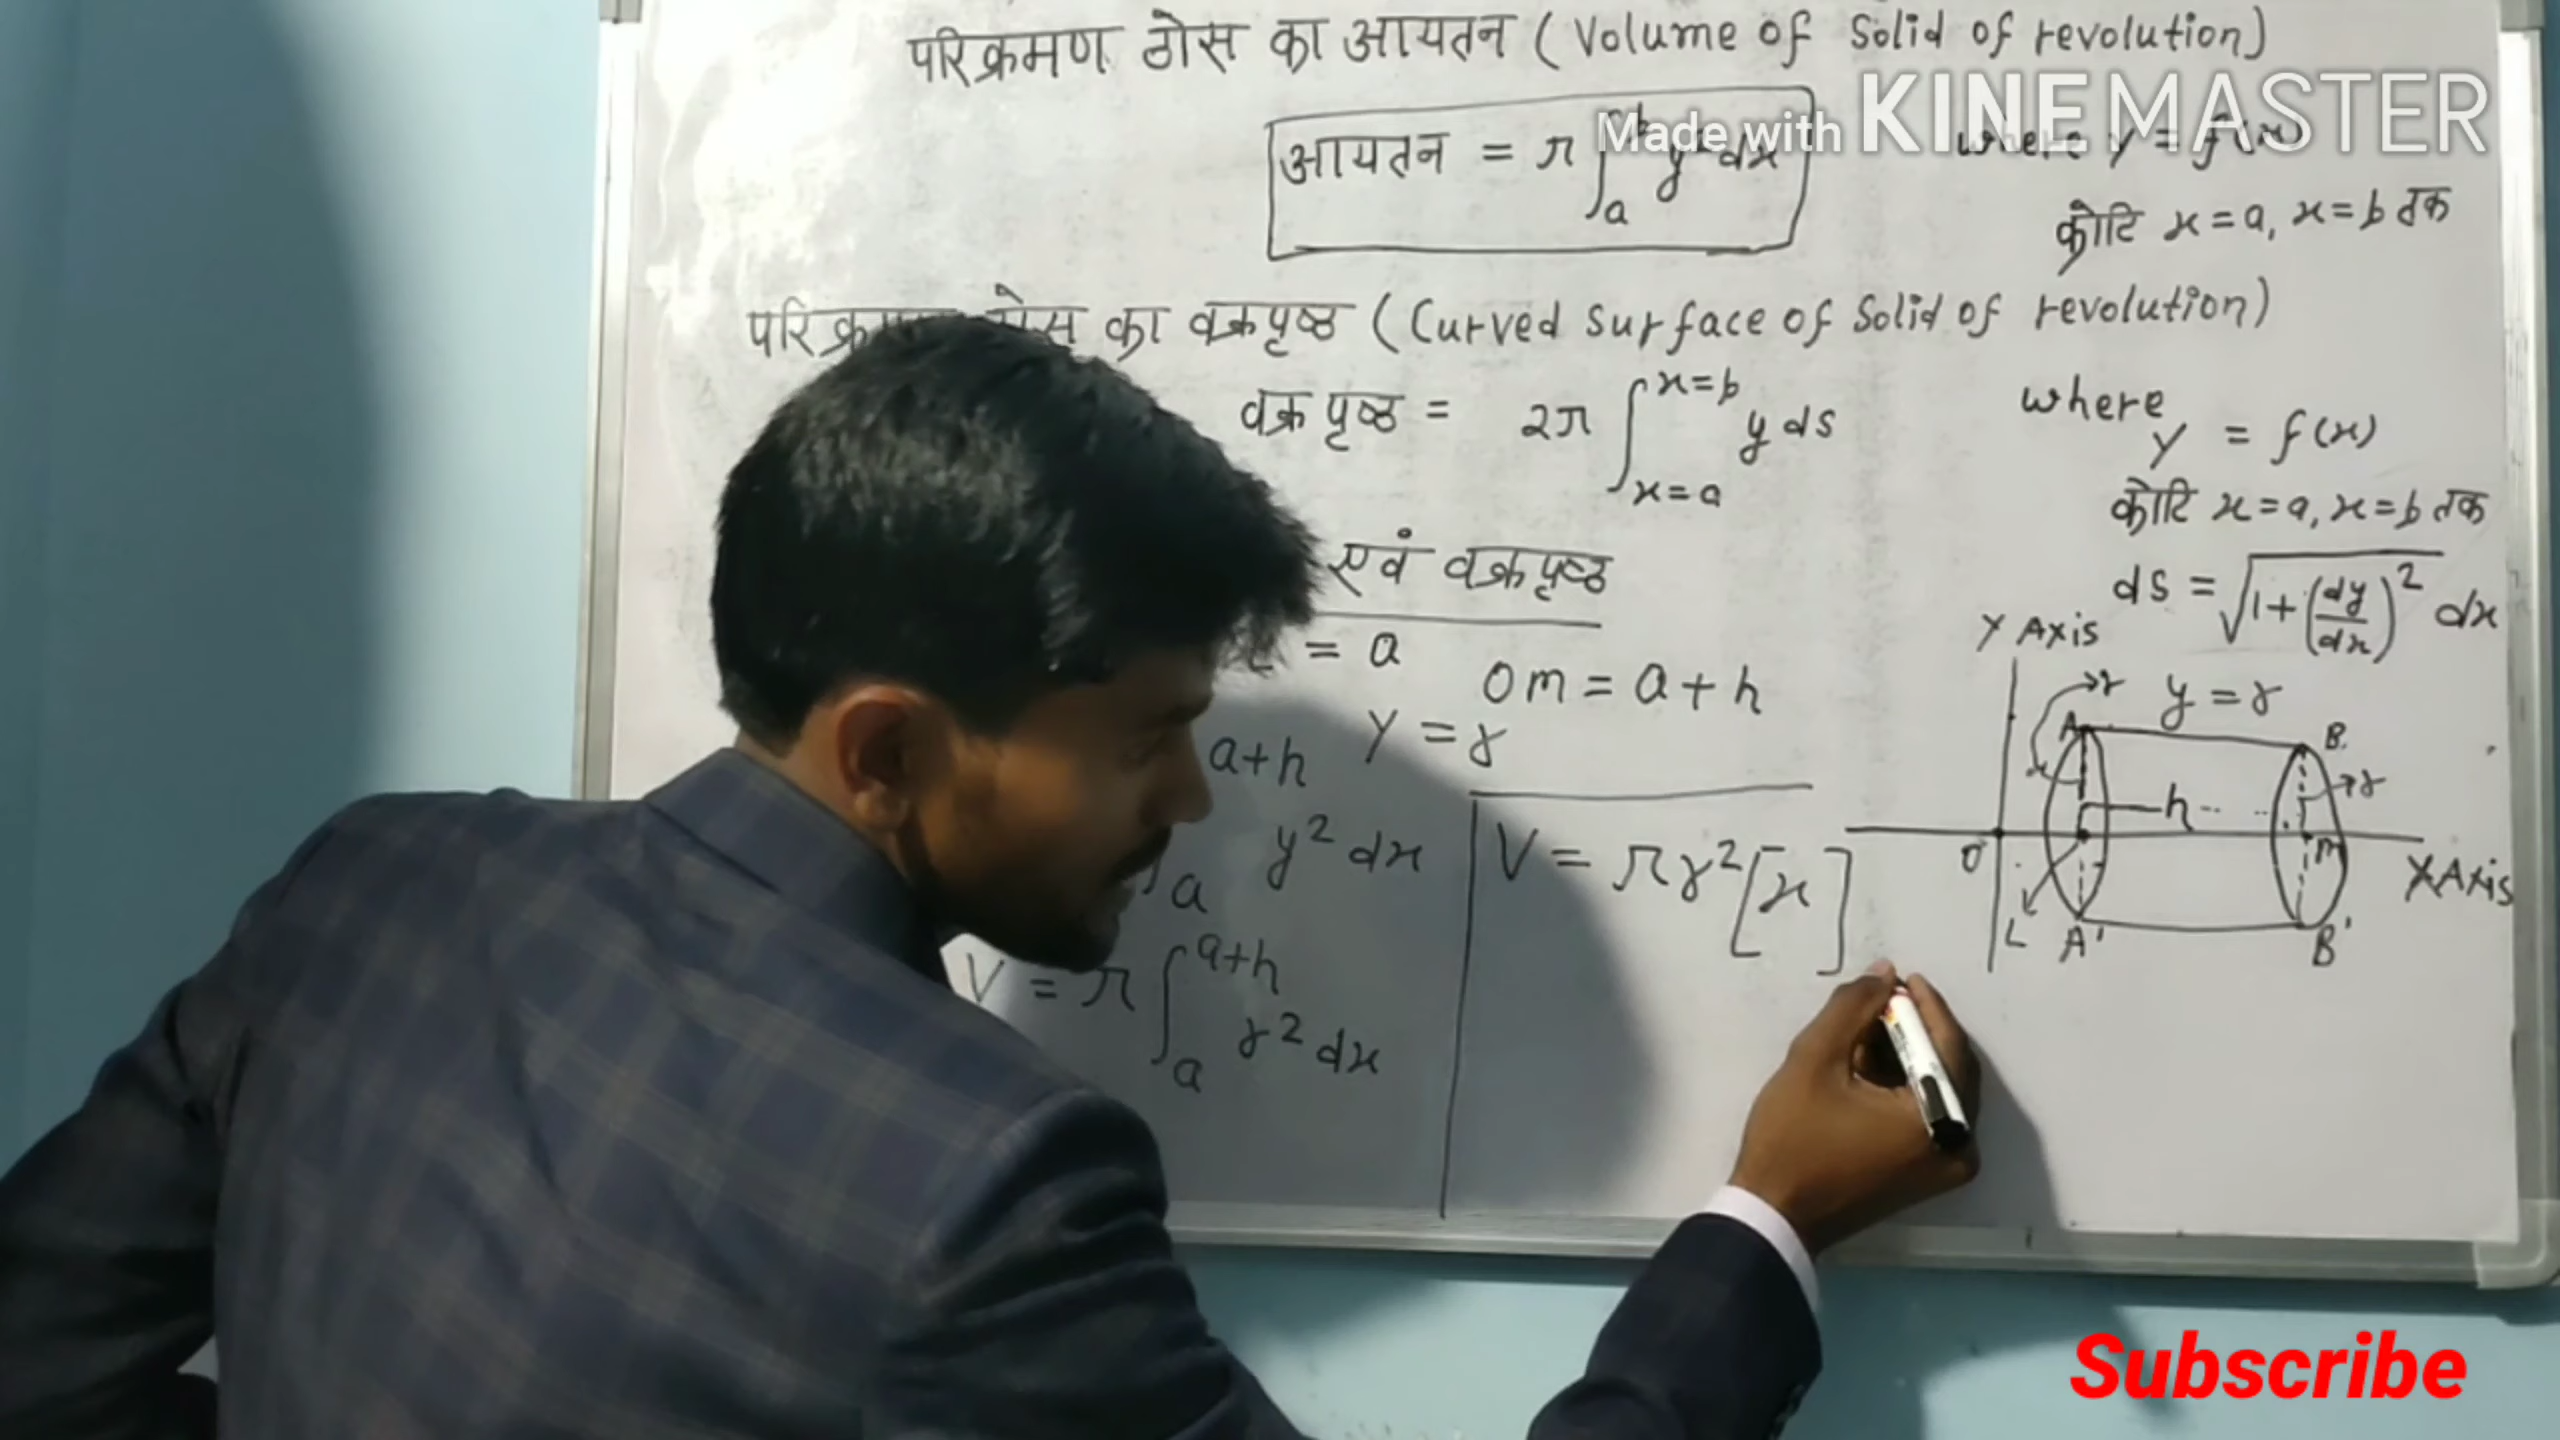 परिक्रमण ठोस का आयतन (Volume of Solid of revolution)
Made with KINEMASTER
आयतन = π ∫ₐᵇ y² dx
where y = f(x)
कोटि x = a, x = b तक
का वक्रपृष्ठ (Curved surface of Solid of revolution)
वक्र पृष्ठ = 2π ∫ x=b x=a y ds
where
y = f(x)
कोटि x = a, x = b तक
एवं वक्रपृष्ठ
ds = √1+(dy/dx)² dx
= a
om = a+h
y = r
a+h
a
y² dx
V = π ∫ a+h a r² dx
V = πr² [x]
Y Axis
r
y = r
A
B
h
r
O
m
X Axis
L
A'
B'
Subscribe